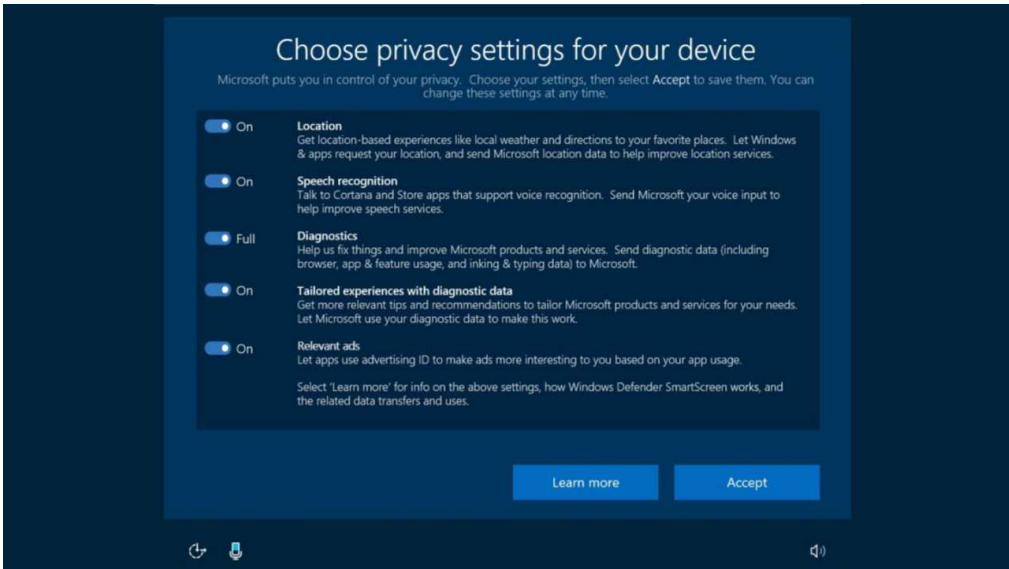 Choose privacy settings for your device
Microsoft puts you in control of your privacy. Choose your settings, then select Accept to save them. You can
change these settings at any time.
On
Location
Get location-based experiences like local weather and directions to your favorite places. Let Windows
& apps request your location, and send Microsoft location data to help improve location services.
On
Speech recognition
Talk to Cortana and Store apps that support voice recognition. Send Microsoft your voice input to
help improve speech services.
Full
Diagnostics
Help us fix things and improve Microsoft products and services. Send diagnostic data (including
browser, app & feature usage, and inking & typing data) to Microsoft.
On
Tailored experiences with diagnostic data
Get more relevant tips and recommendations to tailor Microsoft products and services for your needs.
Let Microsoft use your diagnostic data to make this work.
On
Relevant ads
Let apps use advertising ID to make ads more interesting to you based on your app usage.
Select 'Learn more' for info on the above settings, how Windows Defender SmartScreen works, and
the related data transfers and uses.
Learn more
Accept